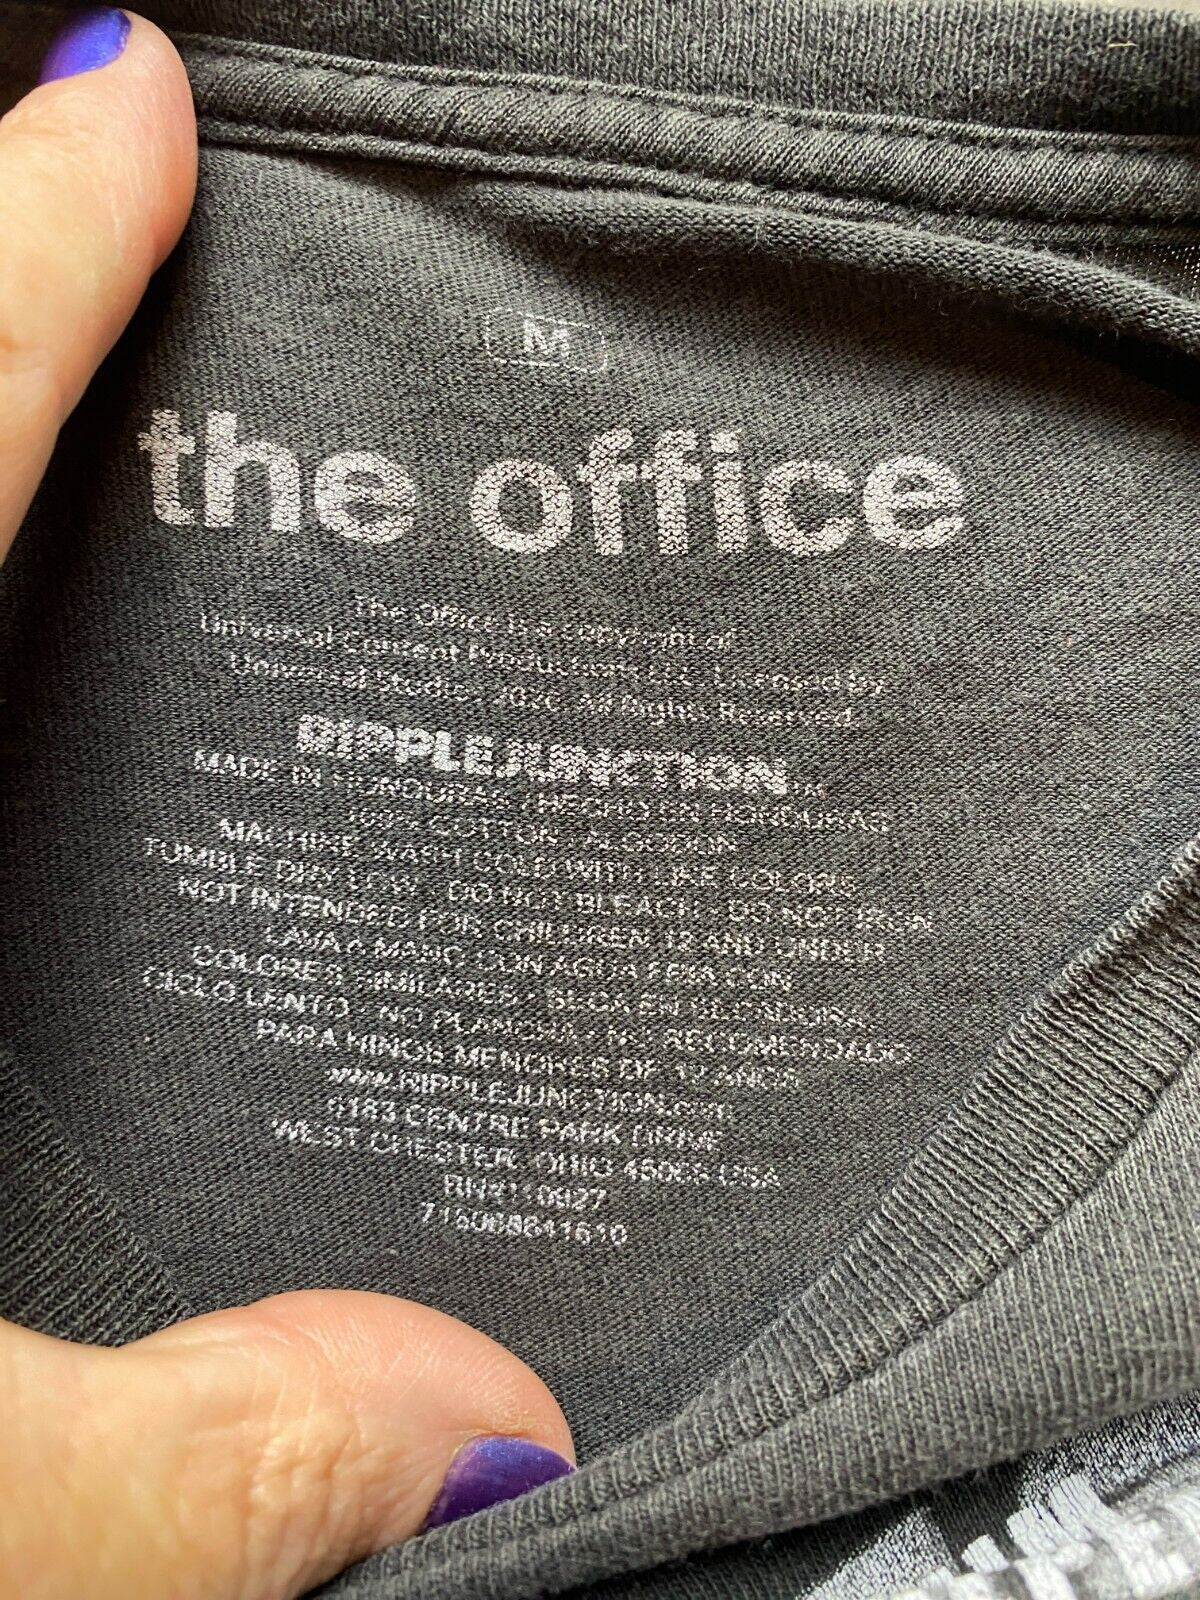 M
the office
The Office is a copyright of
Universal Content Productions LLC. Licensed by
Universal Studios 2020. All Rights Reserved.
RIPPLEJUNCTION™
MADE IN HONDURAS / HECHO EN HONDURAS
100% COTTON / ALGODON
MACHINE WASH COLD WITH LIKE COLORS
TUMBLE DRY LOW - DO NOT BLEACH - DO NOT IRON
NOT INTENDED FOR CHILDREN 12 AND UNDER
LAVA A MANO CON AGUA FRIA CON
COLORES SIMILARES / SECA EN SECADORA
CICLO LENTO - NO PLANCHA / NO RECOMENDADO
PARA NINOS MENORES DE 12 ANOS
www.RIPPLEJUNCTION.com
CENTRE PARK DRIVE
WEST CHESTER, OHIO USA